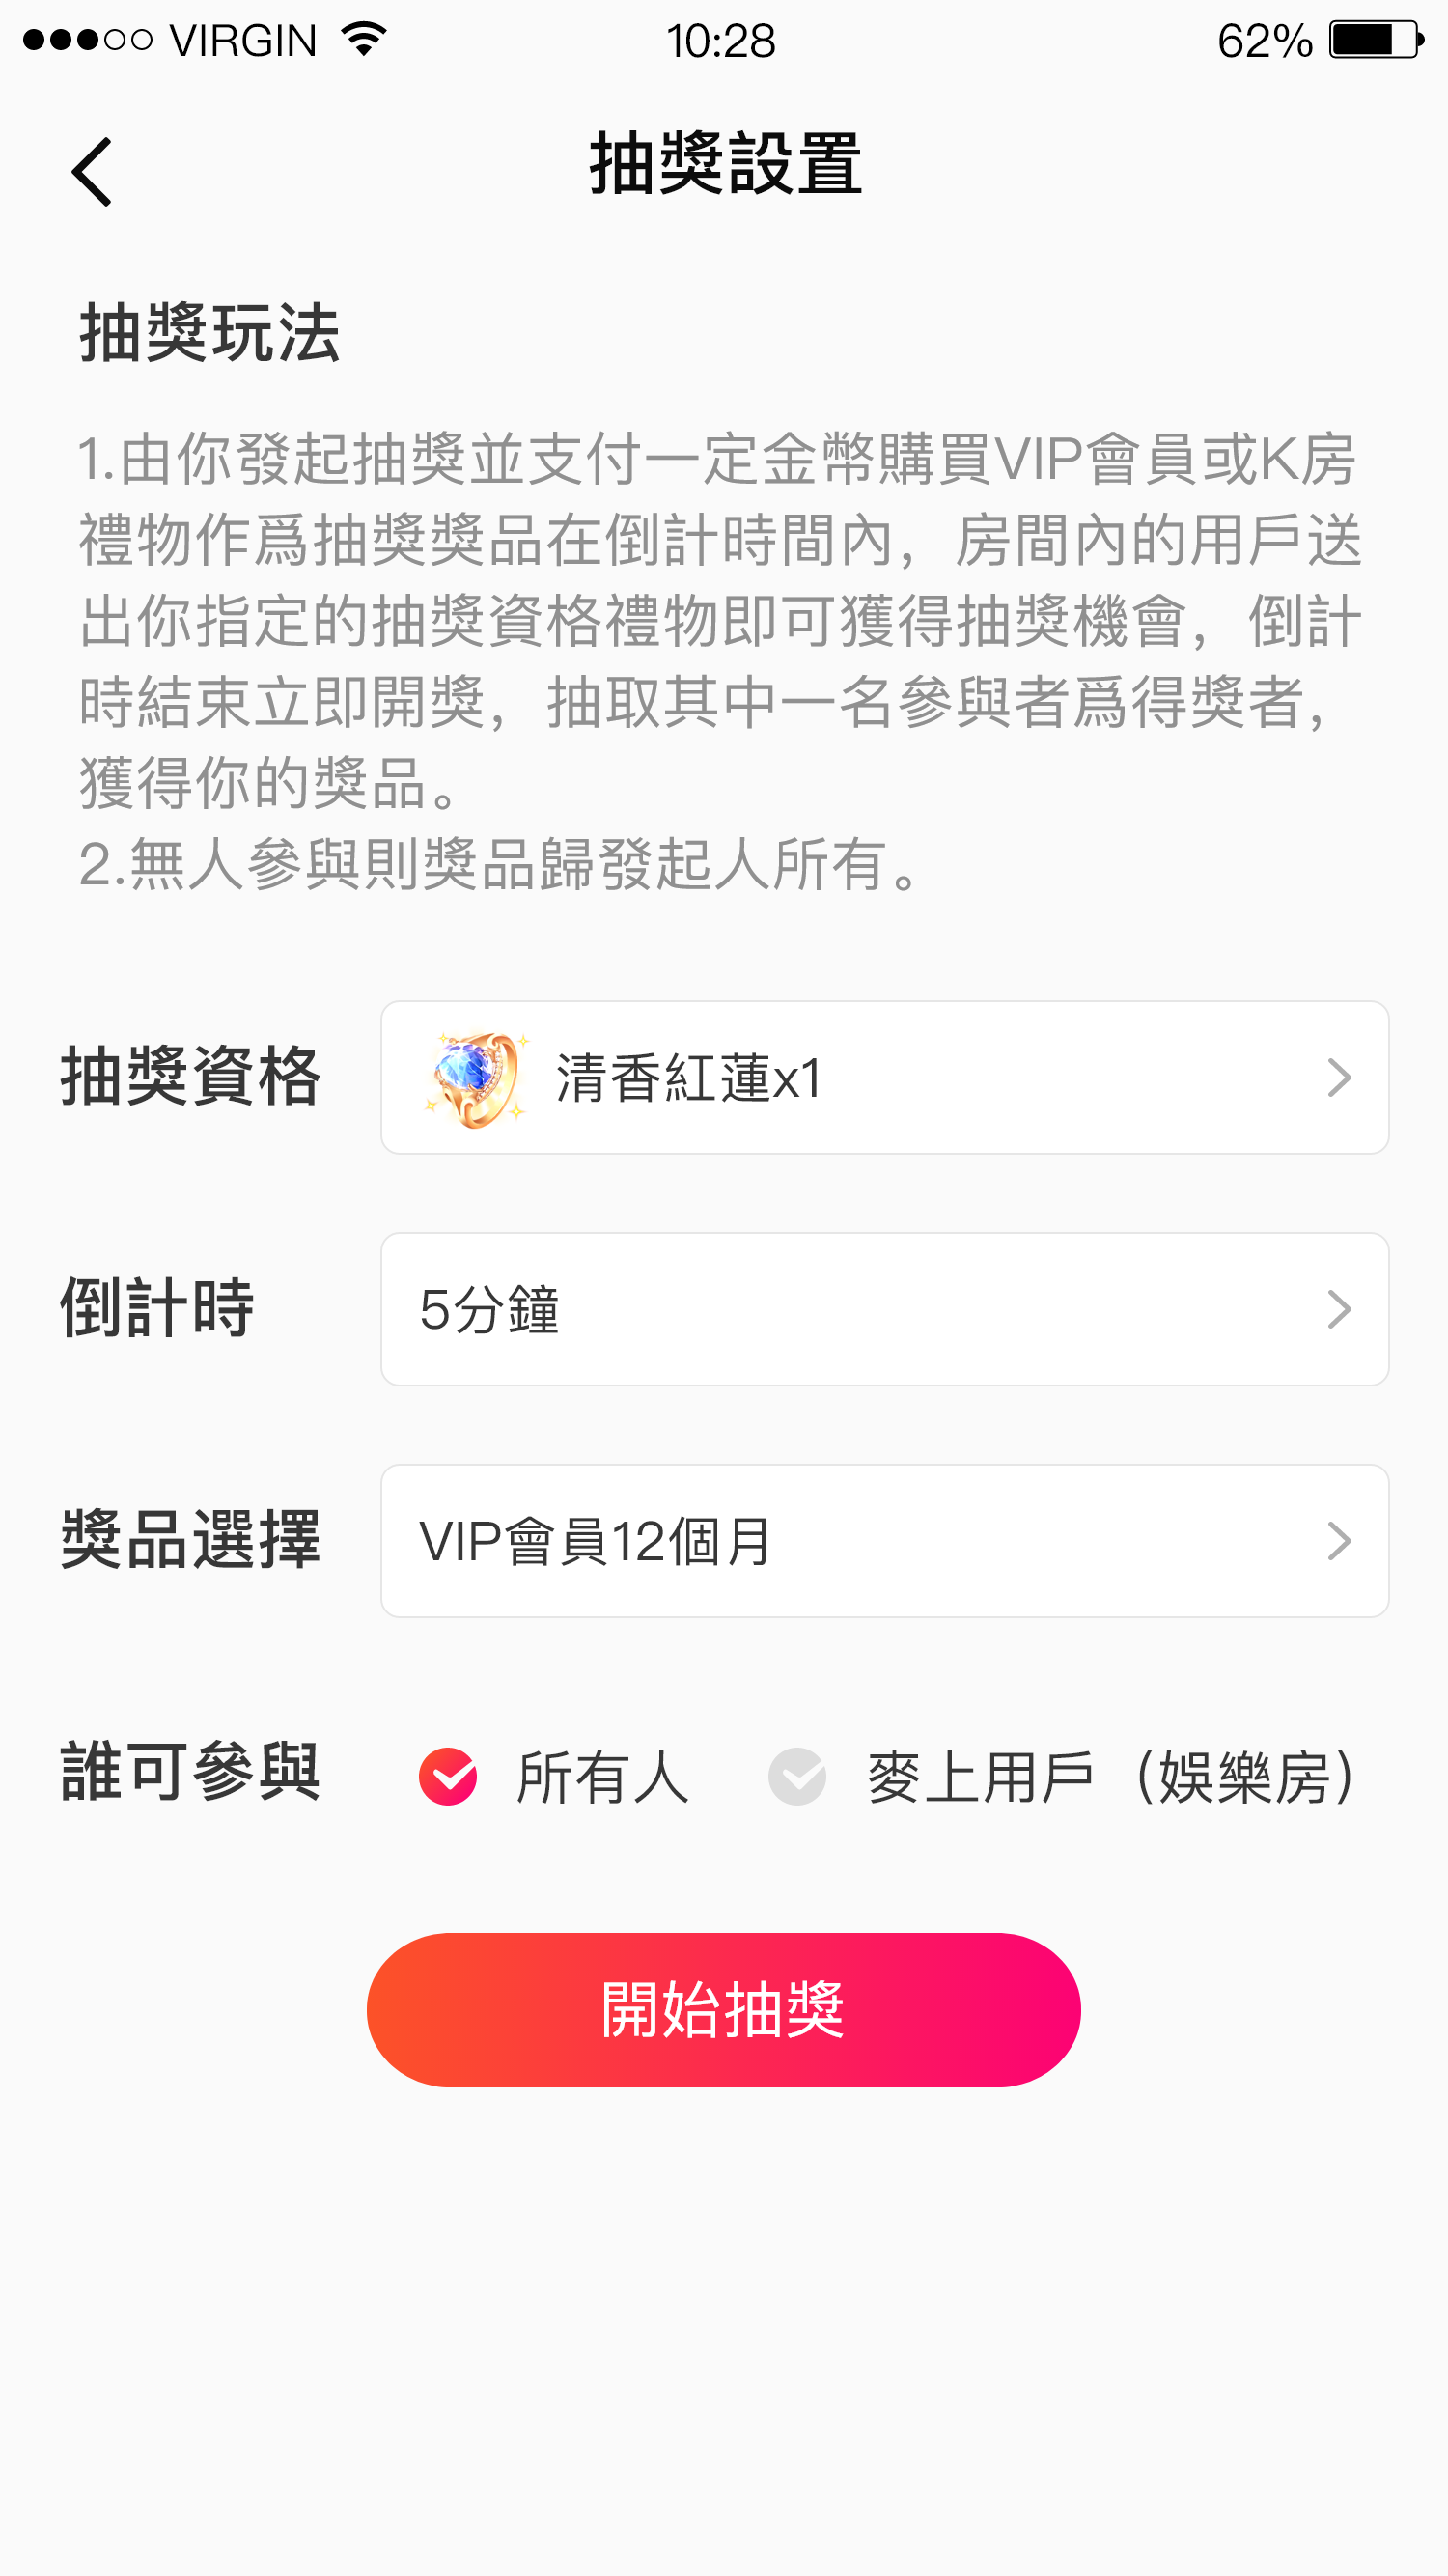 VIRGIN 10:28 62%
抽獎設置
抽獎玩法
1.由你發起抽獎並支付一定金幣購買VIP會員或K房
禮物作爲抽獎獎品在倒計時間內，房間內的用戶送
出你指定的抽獎資格禮物即可獲得抽獎機會，倒計
時結束立即開獎，抽取其中一名參與者爲得獎者，
獲得你的獎品。
2.無人參與則獎品歸發起人所有。
抽獎資格 清香紅蓮x1
倒計時 5分鐘
獎品選擇 VIP會員12個月
誰可參與 所有人 麥上用戶（娛樂房）
開始抽獎